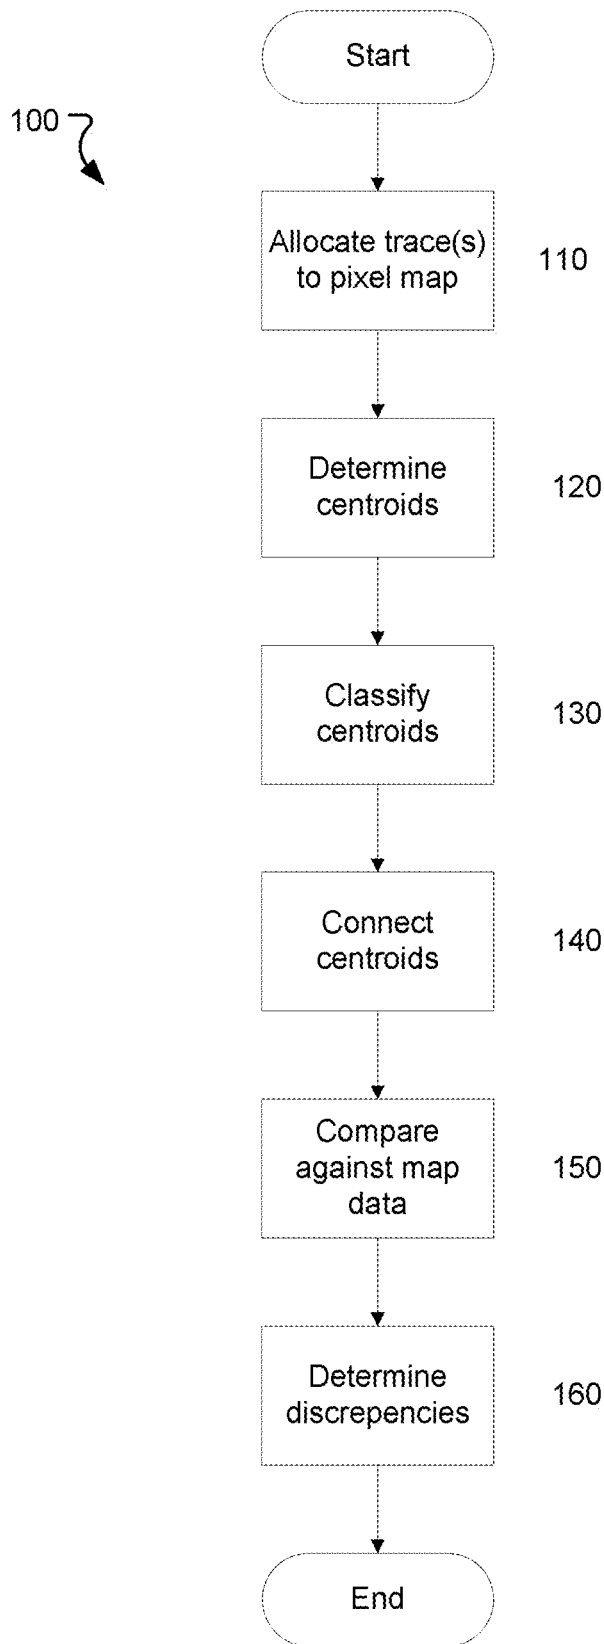 Start
100
Allocate trace(s)
to pixel map
110
Determine
centroids
120
Classify
centroids
130
Connect
centroids
140
Compare
against map
data
150
Determine
discrepencies
160
End